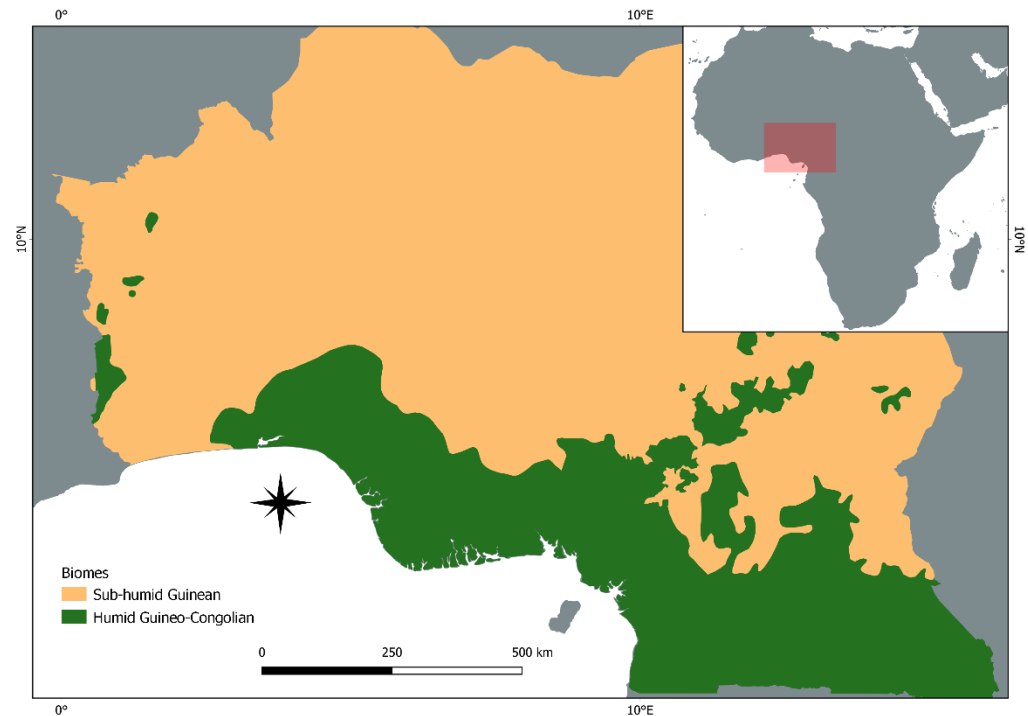 0°
10°E
10°N
10°N
Biomes
Sub-humid Guinean
Humid Guineo-Congolian
0
250
500 km
0°
10°E